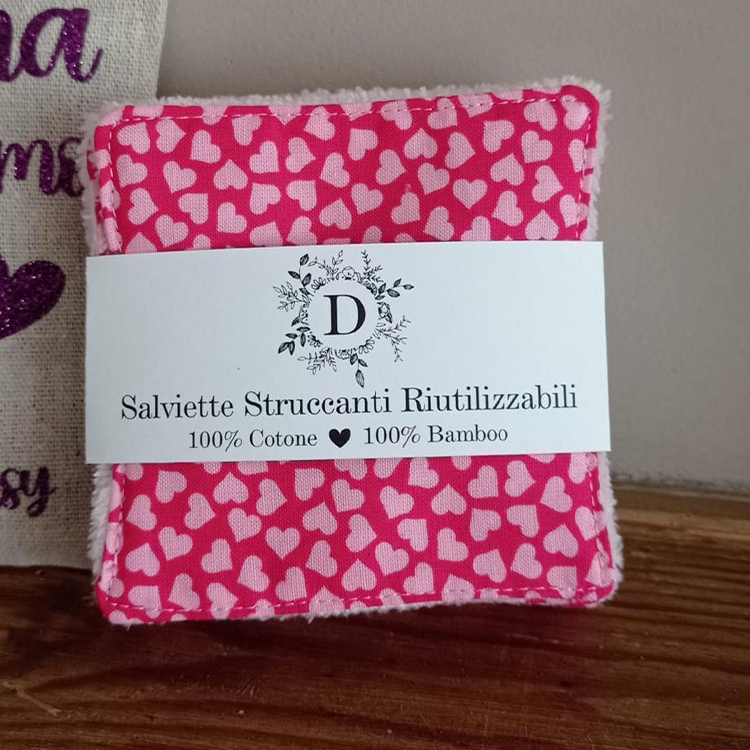 D
Salviette Struccanti Riutilizzabili
100% Cotone ♥ 100% Bamboo